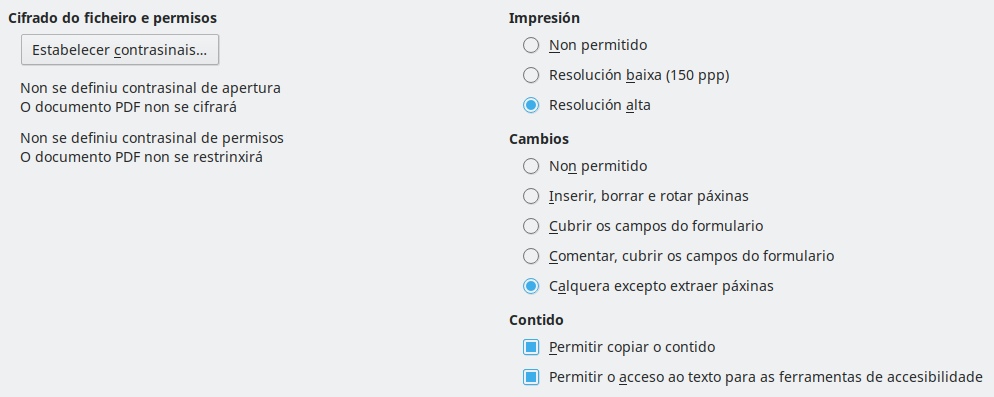 Cifrado do ficheiro e permisos
Estabelecer contrasinais...
Non se definiu contrasinal de apertura
O documento PDF non se cifrará
Non se definiu contrasinal de permisos
O documento PDF non se restrinxirá
Impresión
Non permitido
Resolución baixa (150 ppp)
Resolución alta
Cambios
Non permitido
Inserir, borrar e rotar páxinas
Cubrir os campos do formulario
Comentar, cubrir os campos do formulario
Calquera excepto extraer páxinas
Contido
Permitir copiar o contido
Permitir o acceso ao texto para as ferramentas de accesibilidade